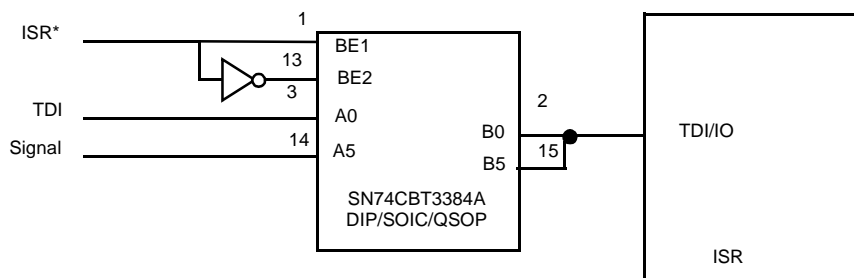 1
ISR*
BE1
13
BE2
3
TDI
A0
2
B0
TDI/IO
Signal
14
A5
15
B5
SN74CBT3384A
DIP/SOIC/QSOP
ISR